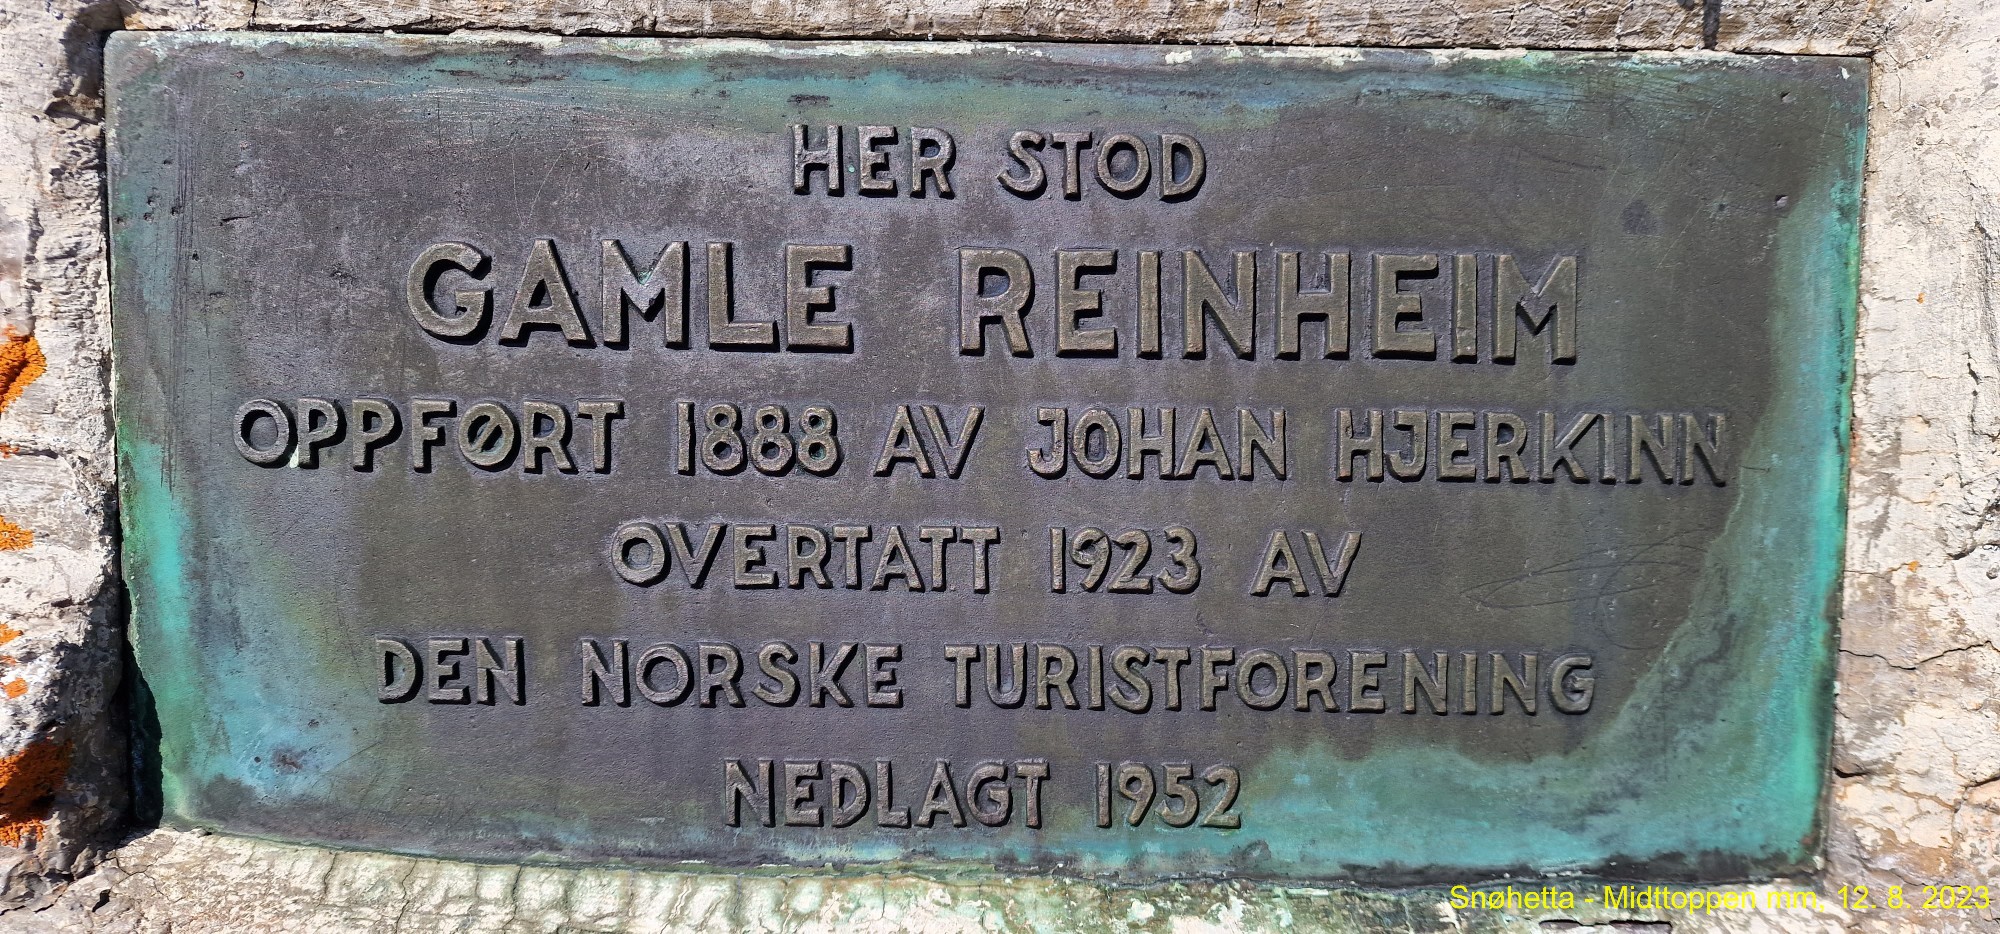 HER STOD
GAMLE REINHEIM
OPPFØRT 1888 AV JOHAN HJERKINN
OVERTATT 1923 AV
DEN NORSKE TURISTFORENING
NEDLAGT 1952
Snøhetta - Midttoppen mm, 12. 8. 2023